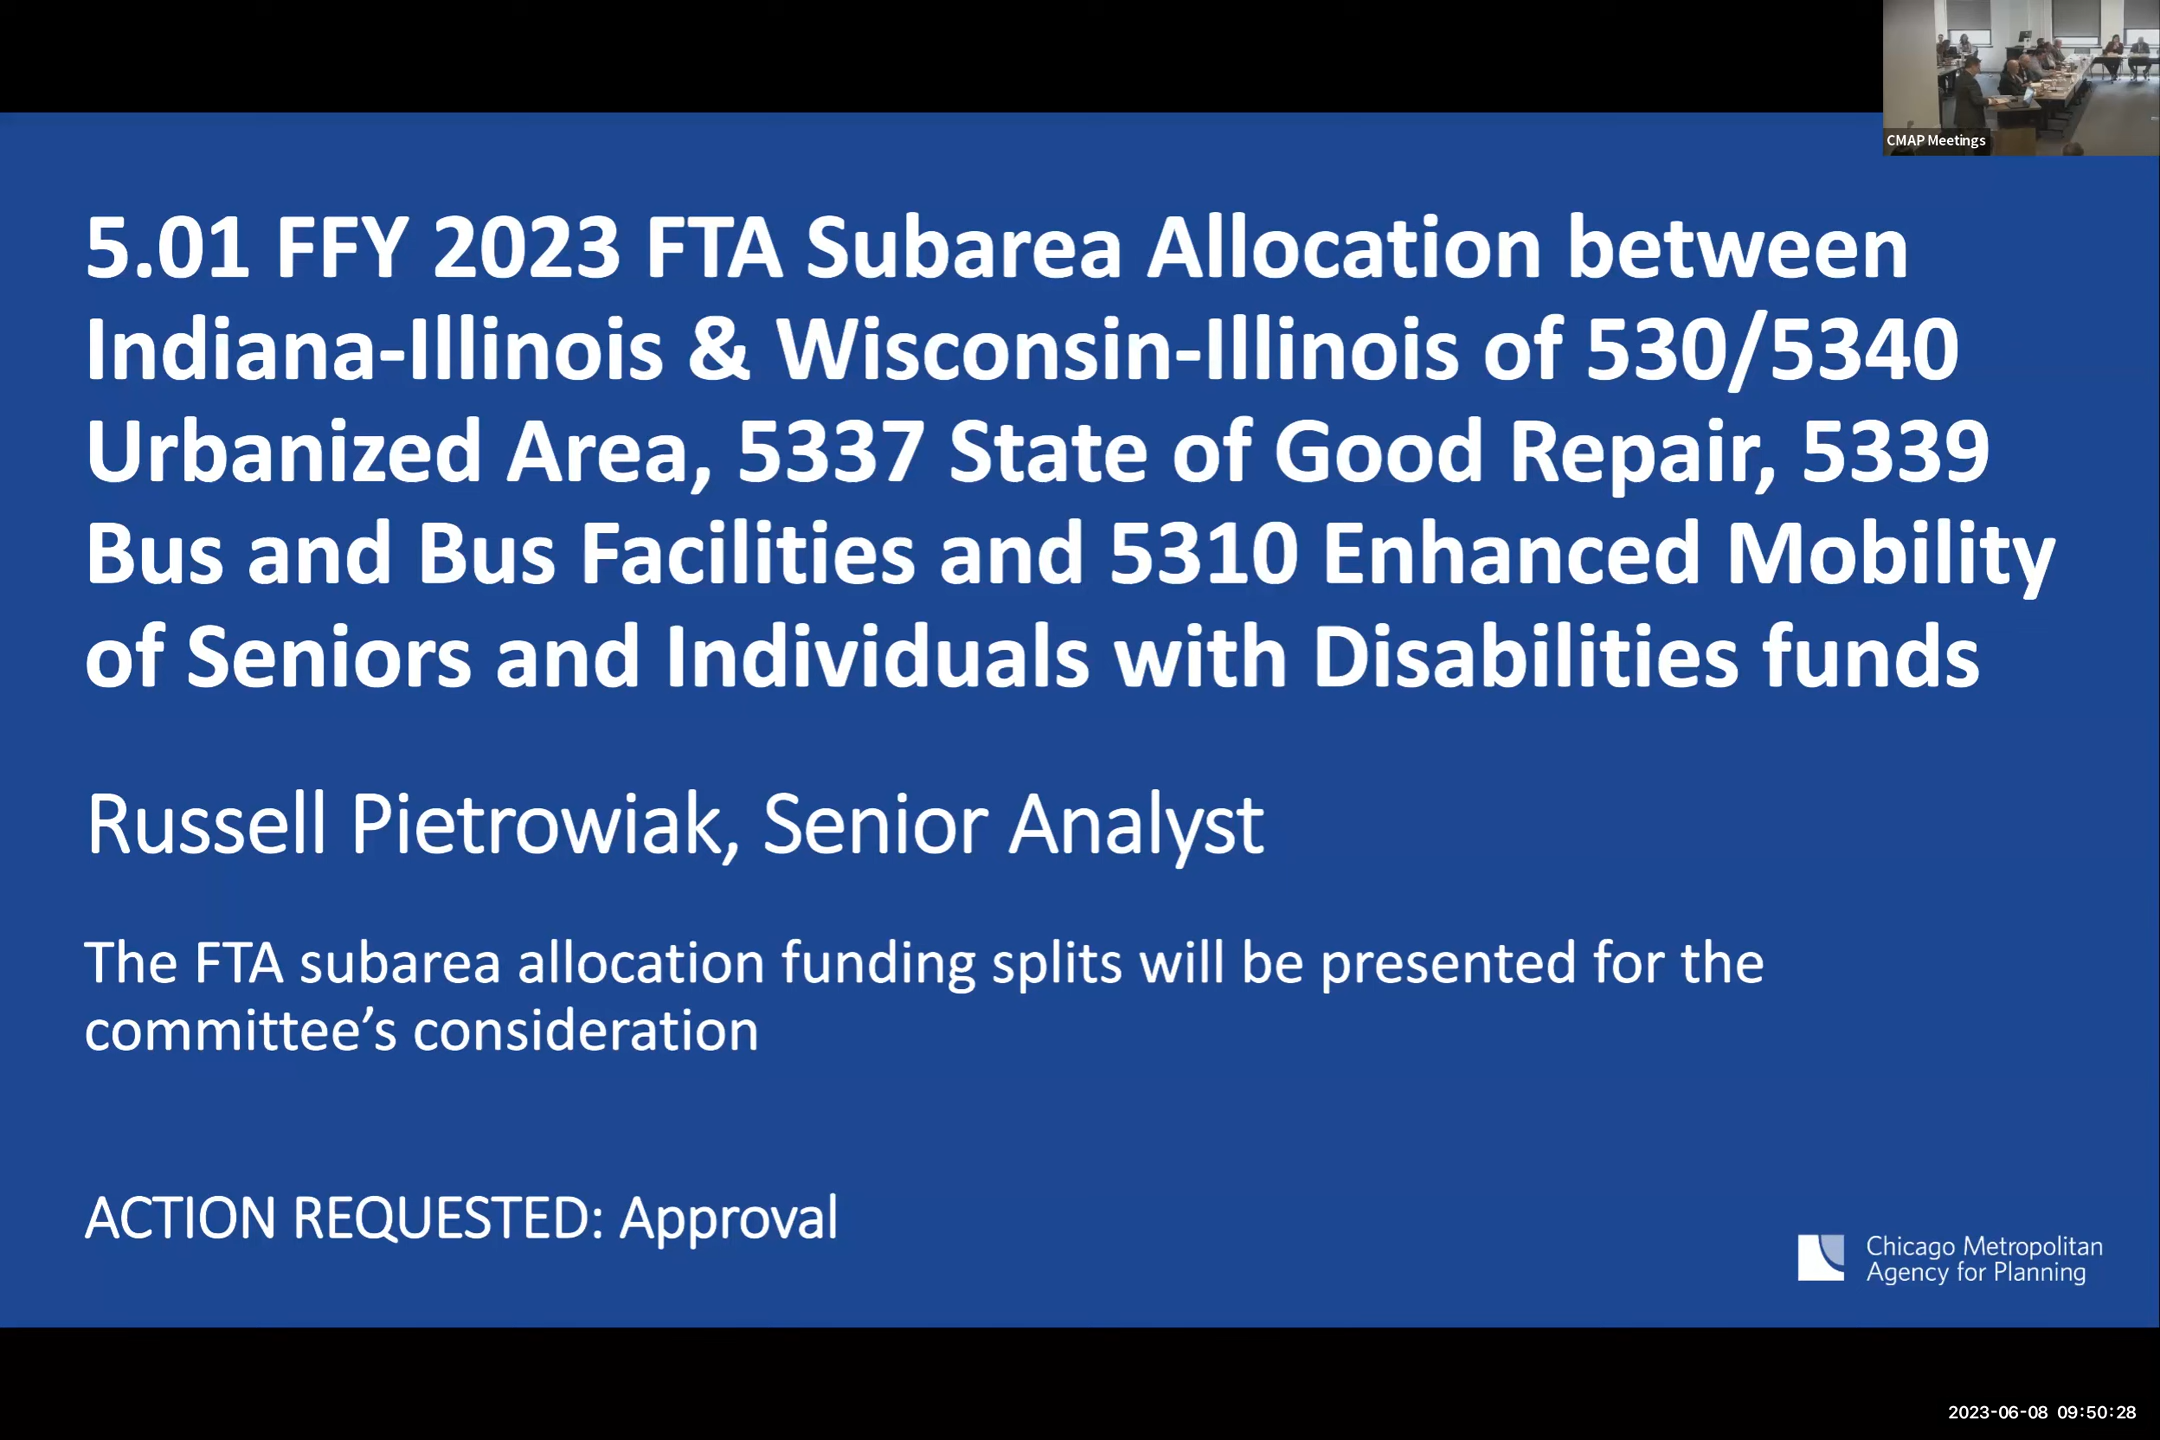 CMAP Meetings
5.01 FFY 2023 FTA Subarea Allocation between
Indiana-Illinois & Wisconsin-Illinois of 530/5340
Urbanized Area, 5337 State of Good Repair, 5339
Bus and Bus Facilities and 5310 Enhanced Mobility
of Seniors and Individuals with Disabilities funds
Russell Pietrowiak, Senior Analyst
The FTA subarea allocation funding splits will be presented for the
committee’s consideration
ACTION REQUESTED: Approval
Chicago Metropolitan
Agency for Planning
2023-06-08 09:50:28